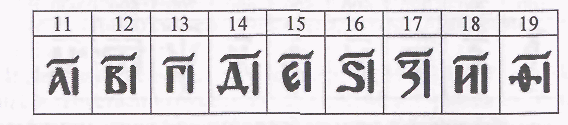 11 12 13 14 15 16 17 18 19
а҃і в҃і г҃і д҃і є҃і ѕ҃і з҃і и҃і ѳ҃і